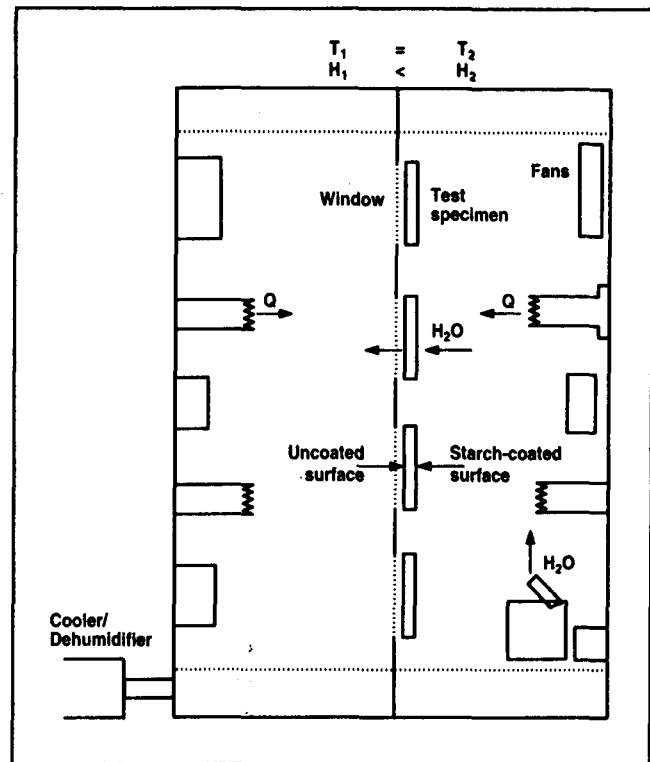 T₁ = T₂
H₁ < H₂
Fans
Window
Test
specimen
Q
Q
H₂O
Uncoated
surface
Starch-coated
surface
H₂O
Cooler/
Dehumidifier